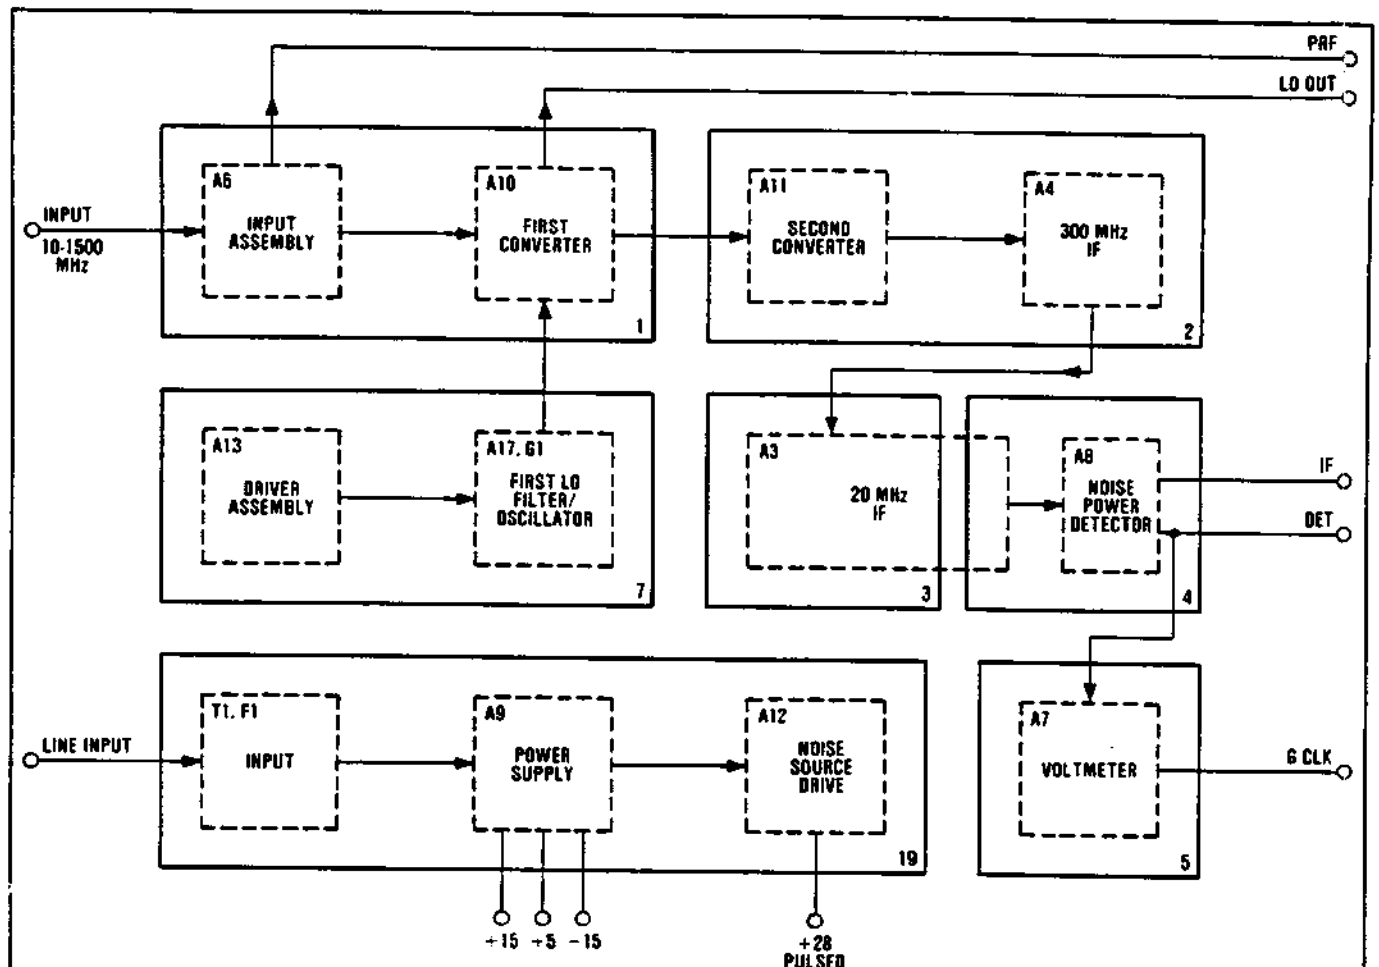 PRF
LO OUT
A6
INPUT
ASSEMBLY
A10
FIRST
CONVERTER
1
A11
SECOND
CONVERTER
A4
300 MHz
IF
2
INPUT
10-1500
MHz
A13
DRIVER
ASSEMBLY
A17, G1
FIRST LO
FILTER/
OSCILLATOR
7
A3
20 MHz
IF
3
A8
NOISE
POWER
DETECTOR
4
IF
DET
LINE INPUT
T1, F1
INPUT
A9
POWER
SUPPLY
A12
NOISE
SOURCE
DRIVE
19
A7
VOLTMETER
5
G CLK
+15 +5 -15
+28
PULSED